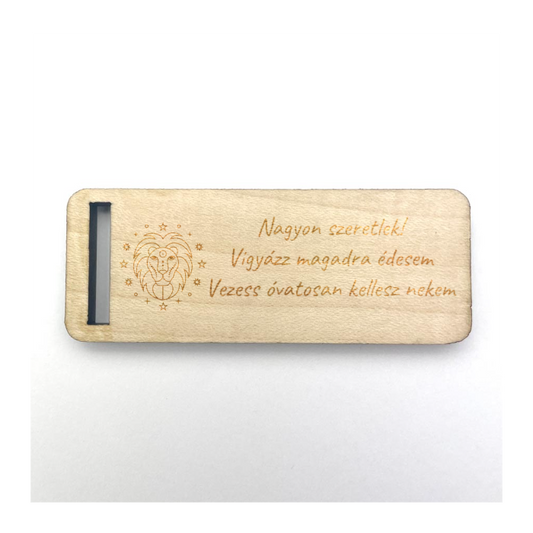 Nagyon szeretlek!
Vigyázz magadra édesem
Vezess óvatosan kellesz nekem